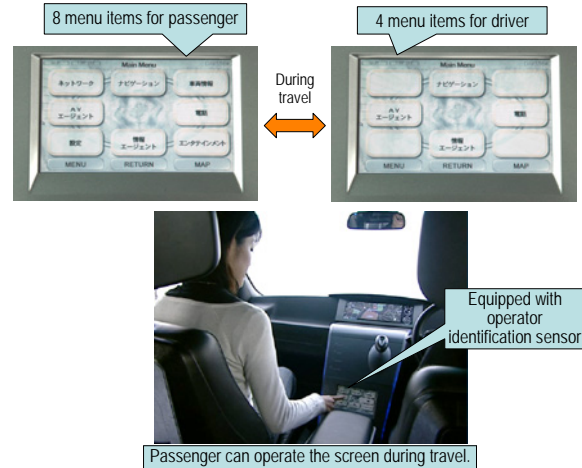 8 menu items for passenger
4 menu items for driver
Main Menu
ネットワーク
ナビゲーション
車両情報
AV
エージェント
電話
設定
情報
エージェント
エンタテインメント
MENU
RETURN
MAP
During
travel
Main Menu
ナビゲーション
AV
エージェント
電話
情報
エージェント
MENU
RETURN
MAP
Equipped with
operator
identification sensor
Passenger can operate the screen during travel.